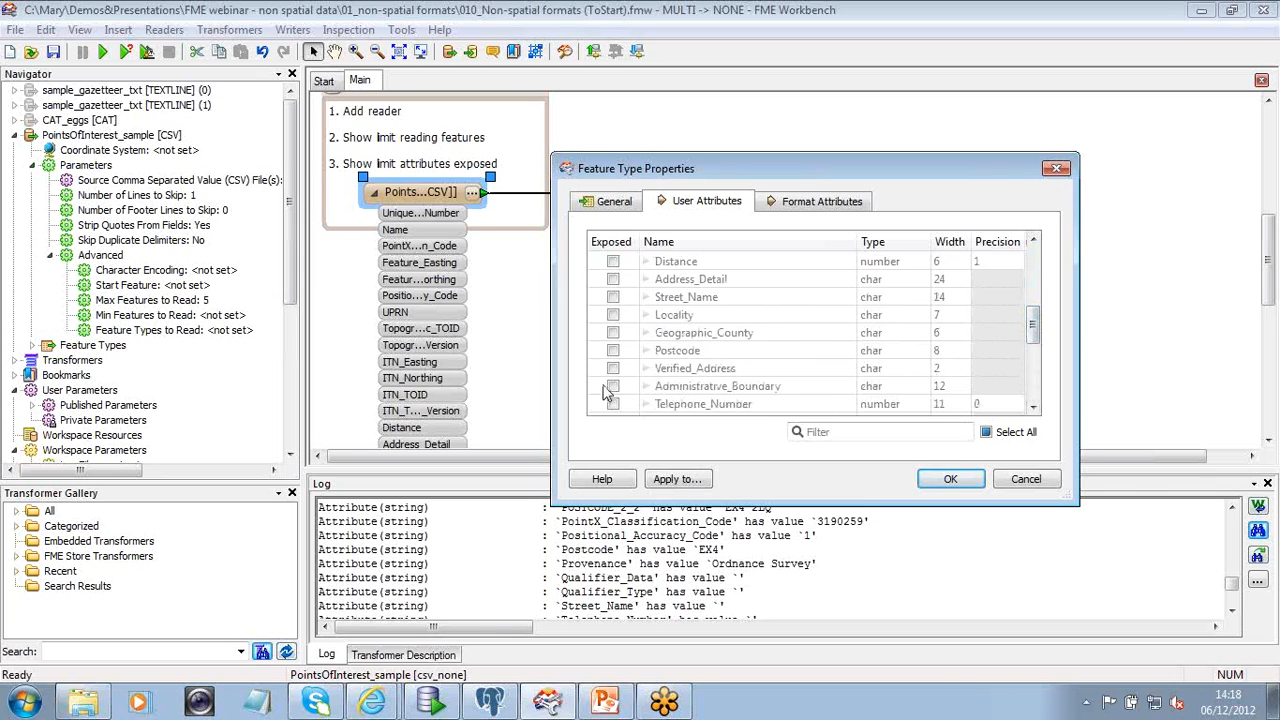 C:\Mary\Demos&Presentations\FME webinar - non spatial data\01_non-spatial formats\010_Non-spatial formats (ToStart).fmw - MULTI -> NONE - FME Workbench
File Edit View Insert Readers Transformers Writers Inspection Tools Help
Navigator
sample_gazetteer_txt [TEXTLINE] (0)
sample_gazetteer_txt [TEXTLINE] (1)
CAT_eggs [CAT]
PointsOfInterest_sample [CSV]
Coordinate System: <not set>
Parameters
Source Comma Separated Value (CSV) File(s):
Number of Lines to Skip: 1
Number of Footer Lines to Skip: 0
Strip Quotes From Fields: Yes
Skip Duplicate Delimiters: No
Advanced
Character Encoding: <not set>
Start Feature: <not set>
Max Features to Read: 5
Min Features to Read: <not set>
Feature Types to Read: <not set>
Feature Types
Transformers
Bookmarks
User Parameters
Published Parameters
Private Parameters
Workspace Resources
Workspace Parameters
Transformer Gallery
All
Categorized
Embedded Transformers
FME Store Transformers
Recent
Search Results
Search:
Start Main
1. Add reader
2. Show limit reading features
3. Show limit attributes exposed
Points...CSV]]
Unique...Number
Name
PointX...n_Code
Feature_Easting
Featur...orthing
Positio...y_Code
UPRN
Topogr...c_TOID
Topogr...Version
ITN_Easting
ITN_Northing
ITN_TOID
ITN_T..._Version
Distance
Address_Detail
Feature Type Properties
General User Attributes Format Attributes
Exposed Name Type Width Precision
Distance number 6 1
Address_Detail char 24
Street_Name char 14
Locality char 7
Geographic_County char 6
Postcode char 8
Verified_Address char 2
Administrative_Boundary char 12
Telephone_Number number 11 0
Filter Select All
Help Apply to... OK Cancel
Log
Attribute(string) : `POSTCODE_2_2' has value `EX4 2LQ'
Attribute(string) : `PointX_Classification_Code' has value `3190259'
Attribute(string) : `Positional_Accuracy_Code' has value `1'
Attribute(string) : `Postcode' has value `EX4'
Attribute(string) : `Provenance' has value `Ordnance Survey'
Attribute(string) : `Qualifier_Data' has value `'
Attribute(string) : `Qualifier_Type' has value `'
Attribute(string) : `Street_Name' has value `'
Attribute(string) : `Telephone_Number' has value `'
Log Transformer Description
Ready PointsOfInterest_sample [csv_none] NUM
14:18
06/12/2012